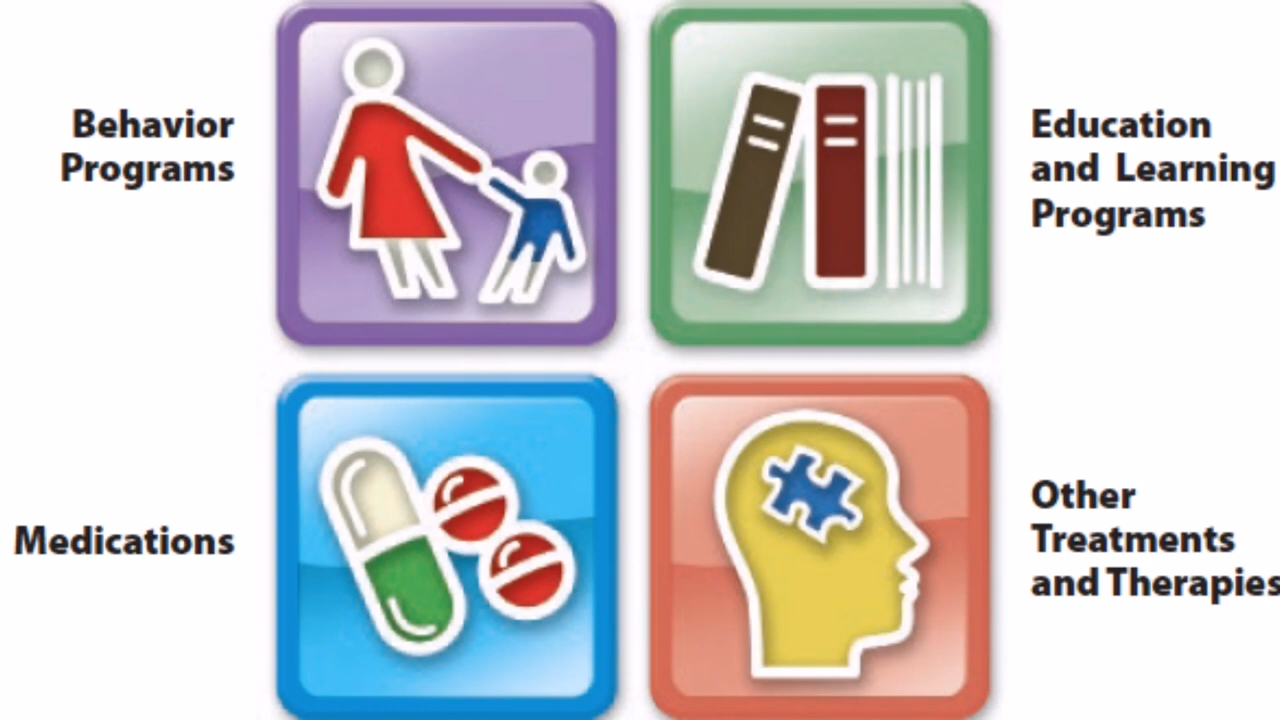 Behavior
Programs
Education
and Learning
Programs
Medications
Other
Treatments
and Therapies